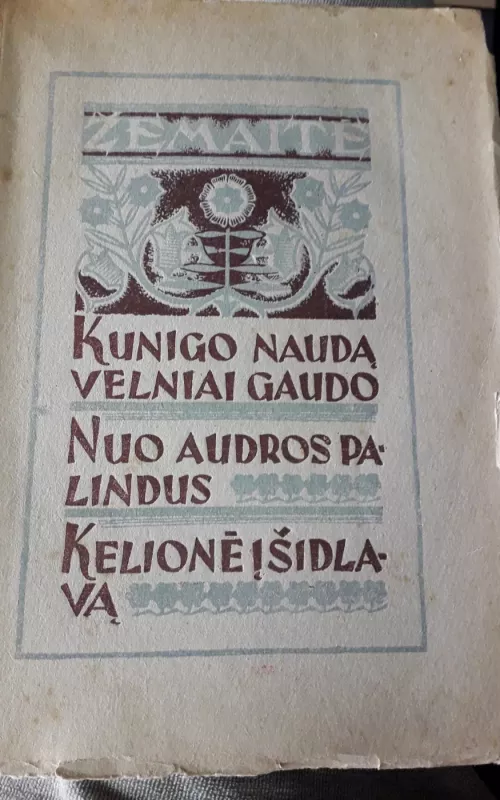 ŽEMAITĖ
KUNIGO NAUDĄ
VELNIAI GAUDO
NUO AUDROS PA-
LINDUS
KELIONĖ Į ŠIDLA-
VĄ